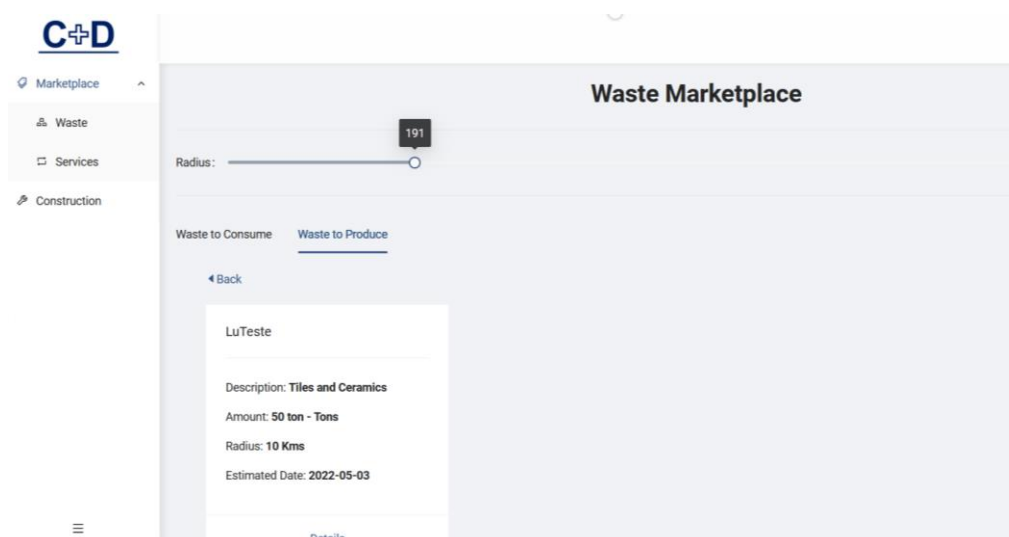 C+D
Marketplace
Waste
Services
Construction
Waste Marketplace
191
Radius:
Waste to Consume Waste to Produce
Back
LuTeste
Description: Tiles and Ceramics
Amount: 50 ton - Tons
Radius: 10 Kms
Estimated Date: 2022-05-03
Details